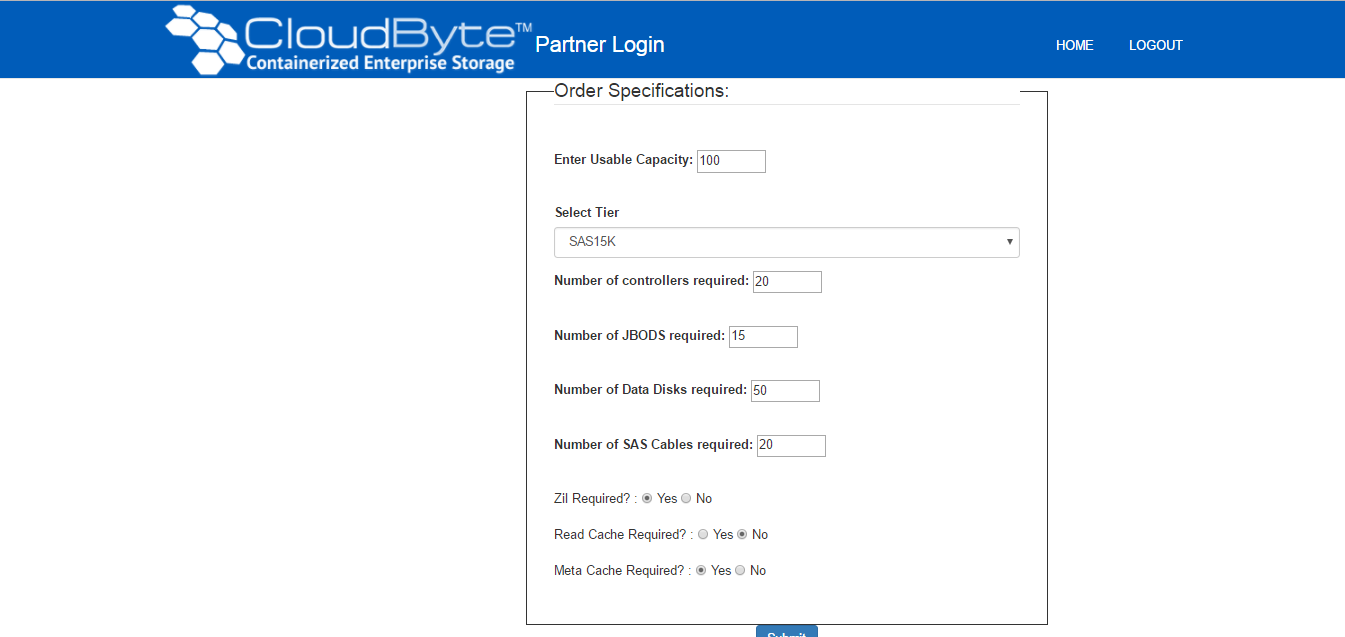 CloudByte™
Containerized Enterprise Storage
Partner Login
HOME
LOGOUT
Order Specifications:
Enter Usable Capacity: 100
Select Tier
SAS15K
Number of controllers required: 20
Number of JBODS required: 15
Number of Data Disks required: 50
Number of SAS Cables required: 20
Zil Required? : Yes No
Read Cache Required? : Yes No
Meta Cache Required? : Yes No
Submit